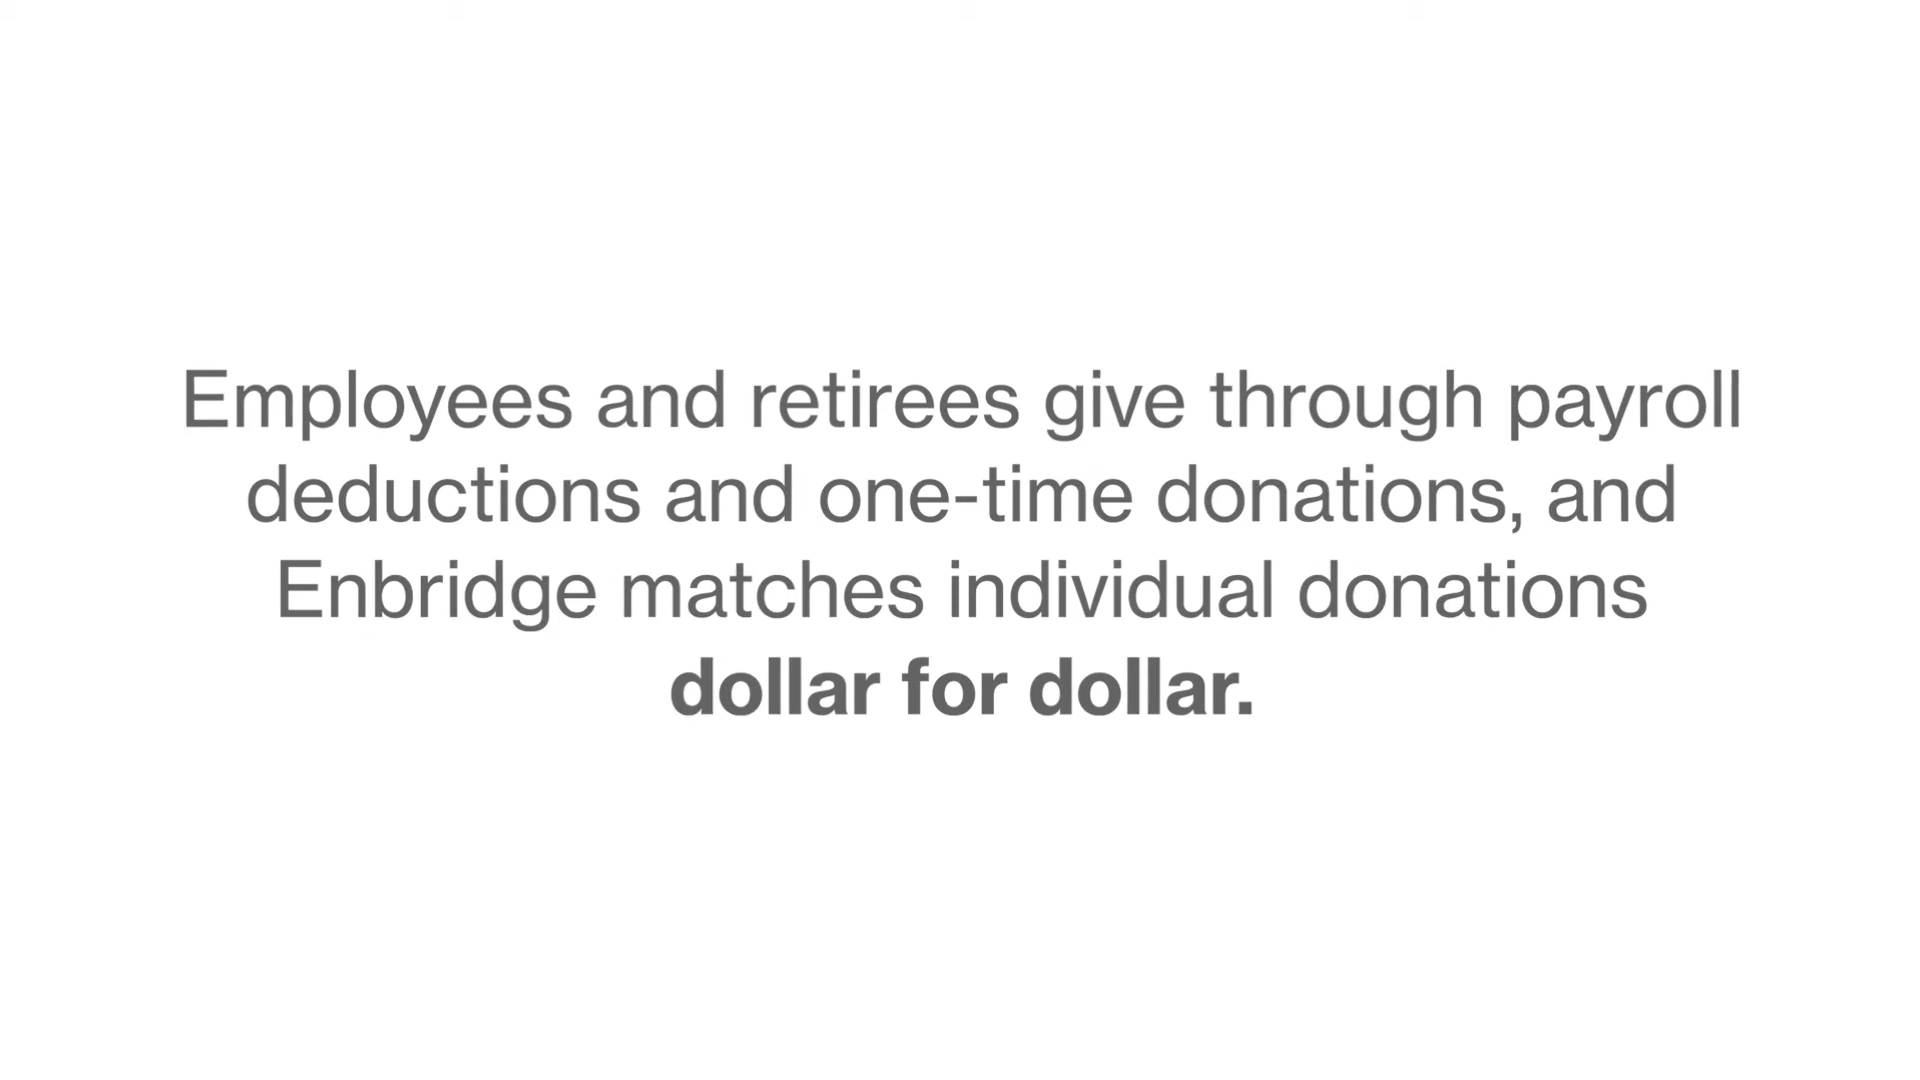 Employees and retirees give through payroll
deductions and one-time donations, and
Enbridge matches individual donations
dollar for dollar.